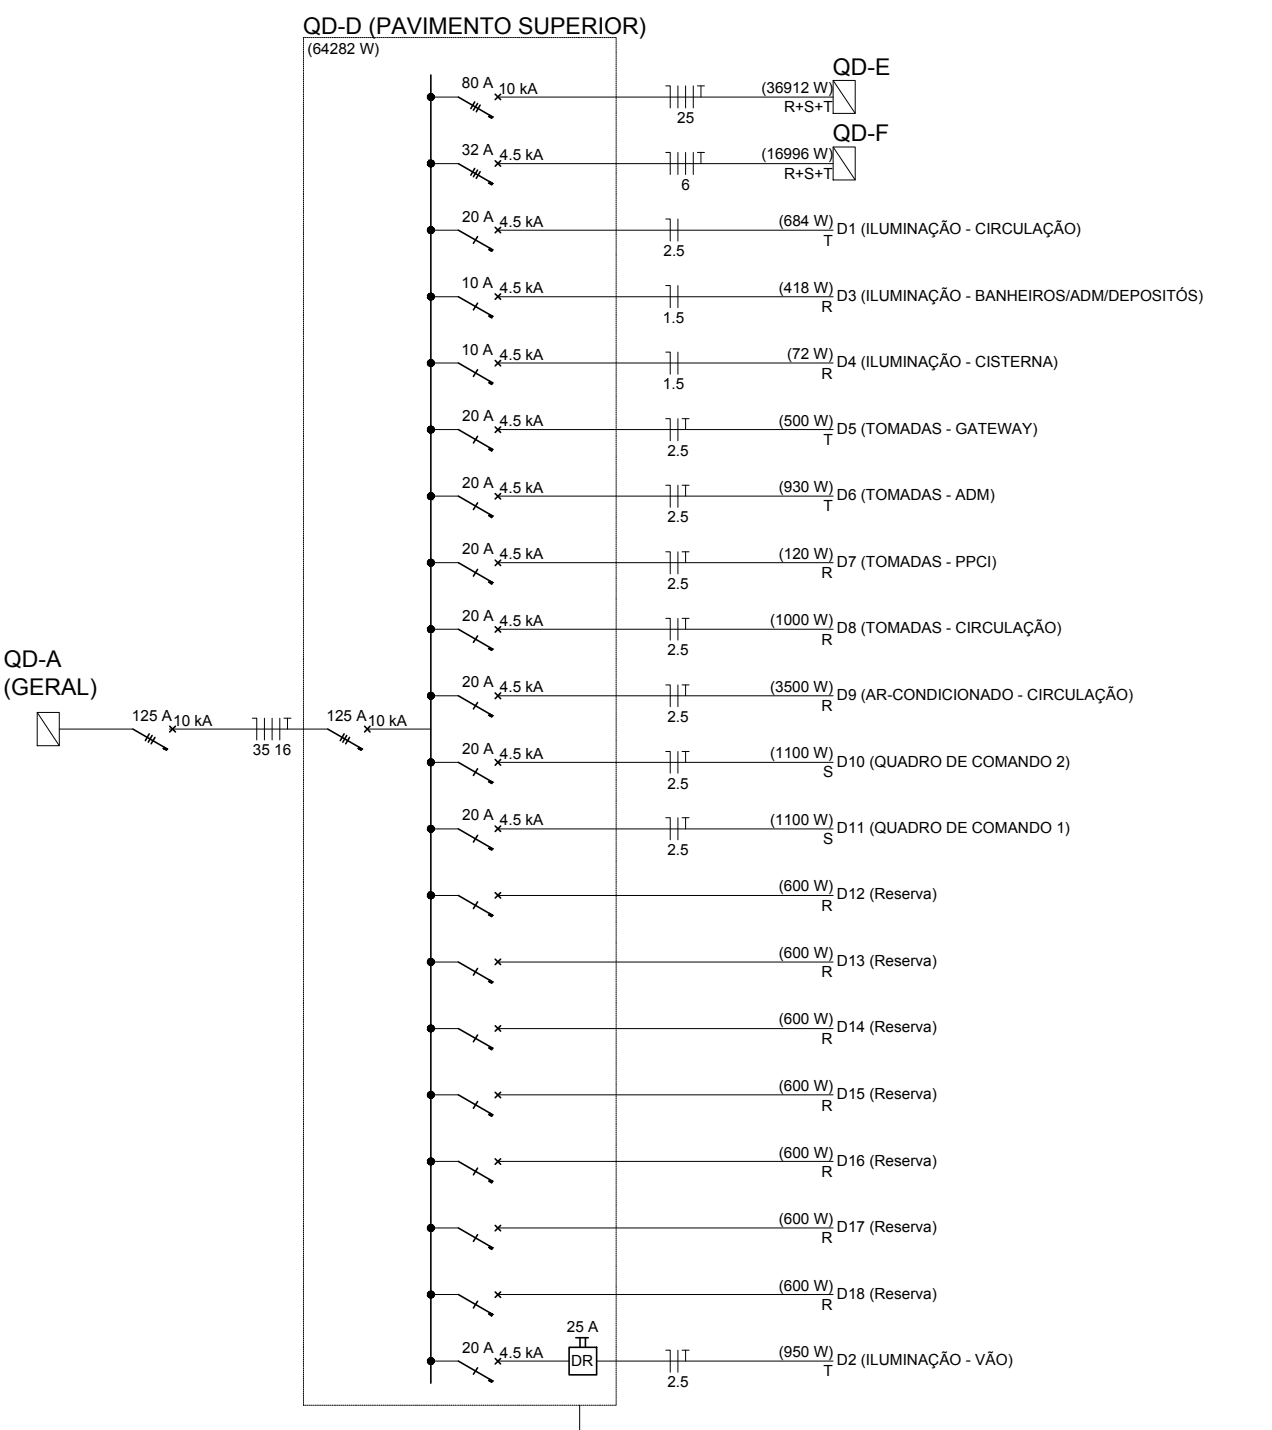 QD-D (PAVIMENTO SUPERIOR)
(64282 W)
QD-E
80 A 10 kA (36912 W)
25 R+S+T
QD-F
32 A 4.5 kA (16996 W)
6 R+S+T
20 A 4.5 kA (684 W) D1 (ILUMINAÇÃO - CIRCULAÇÃO)
2.5 T
10 A 4.5 kA (418 W) D3 (ILUMINAÇÃO - BANHEIROS/ADM/DEPOSITÓS)
1.5 R
10 A 4.5 kA (72 W) D4 (ILUMINAÇÃO - CISTERNA)
1.5 R
20 A 4.5 kA (500 W) D5 (TOMADAS - GATEWAY)
2.5 T
20 A 4.5 kA (930 W) D6 (TOMADAS - ADM)
2.5 T
20 A 4.5 kA (120 W) D7 (TOMADAS - PPCI)
2.5 R
20 A 4.5 kA (1000 W) D8 (TOMADAS - CIRCULAÇÃO)
2.5 R
QD-A
(GERAL)
20 A 4.5 kA (3500 W) D9 (AR-CONDICIONADO - CIRCULAÇÃO)
2.5 R
125 A 10 kA 35 16 125 A 10 kA
20 A 4.5 kA (1100 W) D10 (QUADRO DE COMANDO 2)
2.5 S
20 A 4.5 kA (1100 W) D11 (QUADRO DE COMANDO 1)
2.5 S
(600 W) D12 (Reserva)
R
(600 W) D13 (Reserva)
R
(600 W) D14 (Reserva)
R
(600 W) D15 (Reserva)
R
(600 W) D16 (Reserva)
R
(600 W) D17 (Reserva)
R
(600 W) D18 (Reserva)
R
25 A
20 A 4.5 kA DR (950 W) D2 (ILUMINAÇÃO - VÃO)
2.5 T